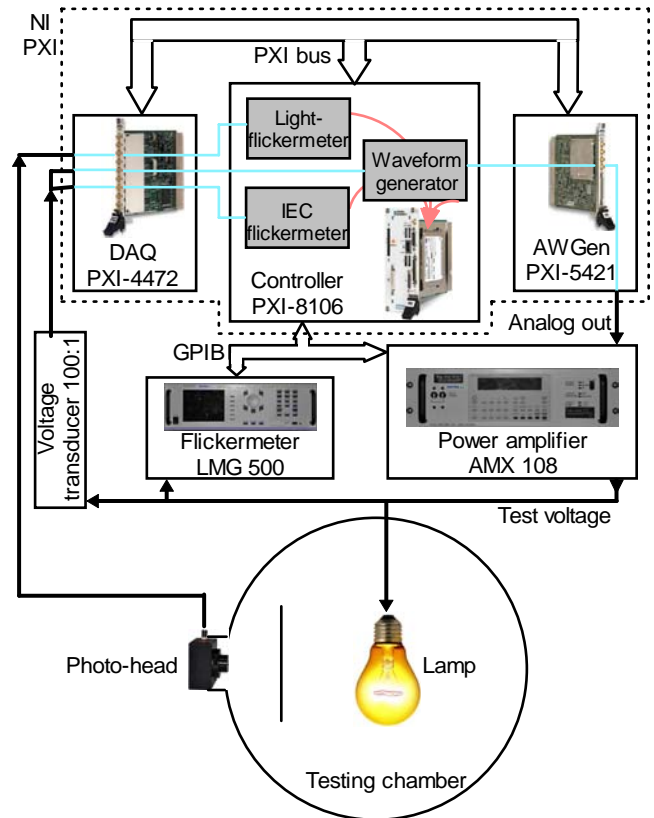 NI
PXI
PXI bus
Light-
flickermeter
Waveform
generator
IEC
flickermeter
DAQ
PXI-4472
Controller
PXI-8106
AWGen
PXI-5421
Analog out
GPIB
Voltage
transducer 100:1
Flickermeter
LMG 500
Power amplifier
AMX 108
Test voltage
Photo-head
Lamp
Testing chamber